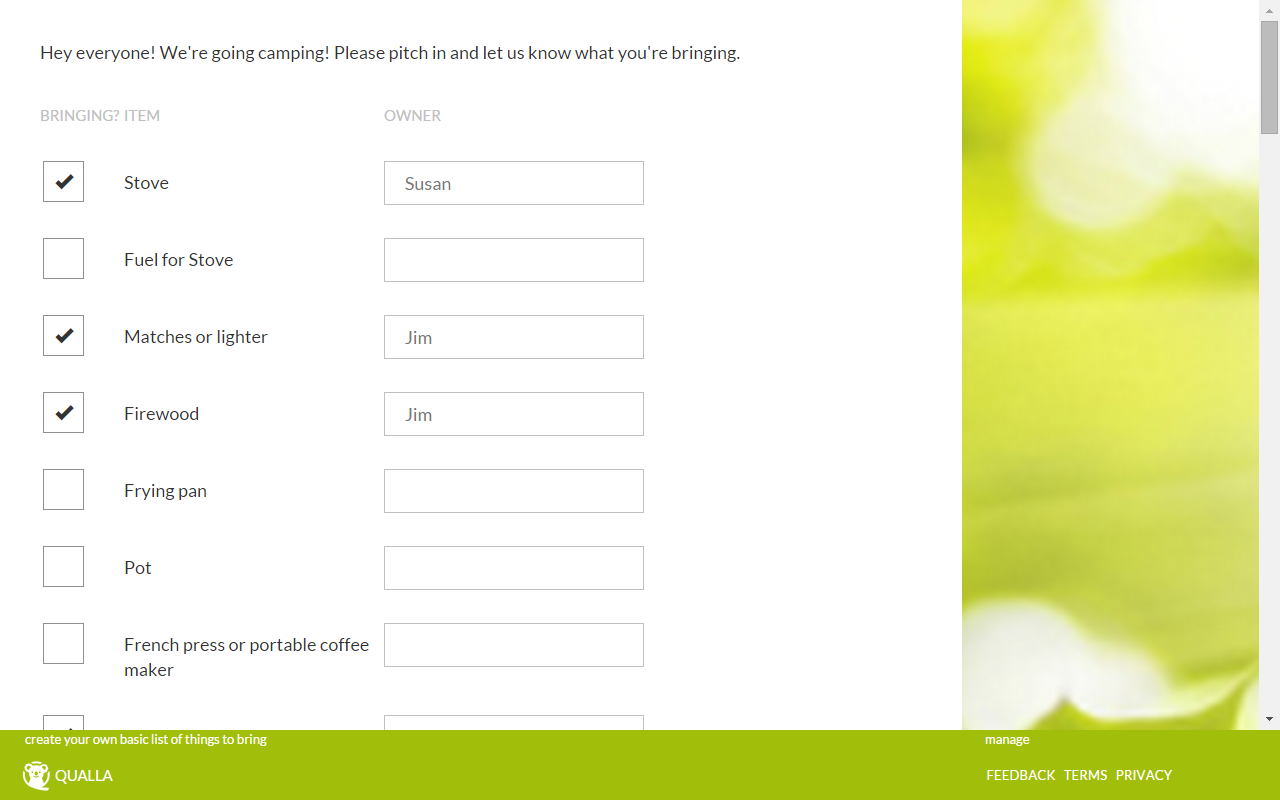 Hey everyone! We're going camping! Please pitch in and let us know what you're bringing.
BRINGING? ITEM OWNER
Stove Susan
Fuel for Stove
Matches or lighter Jim
Firewood Jim
Frying pan
Pot
French press or portable coffee
maker
create your own basic list of things to bring manage
QUALLA FEEDBACK TERMS PRIVACY